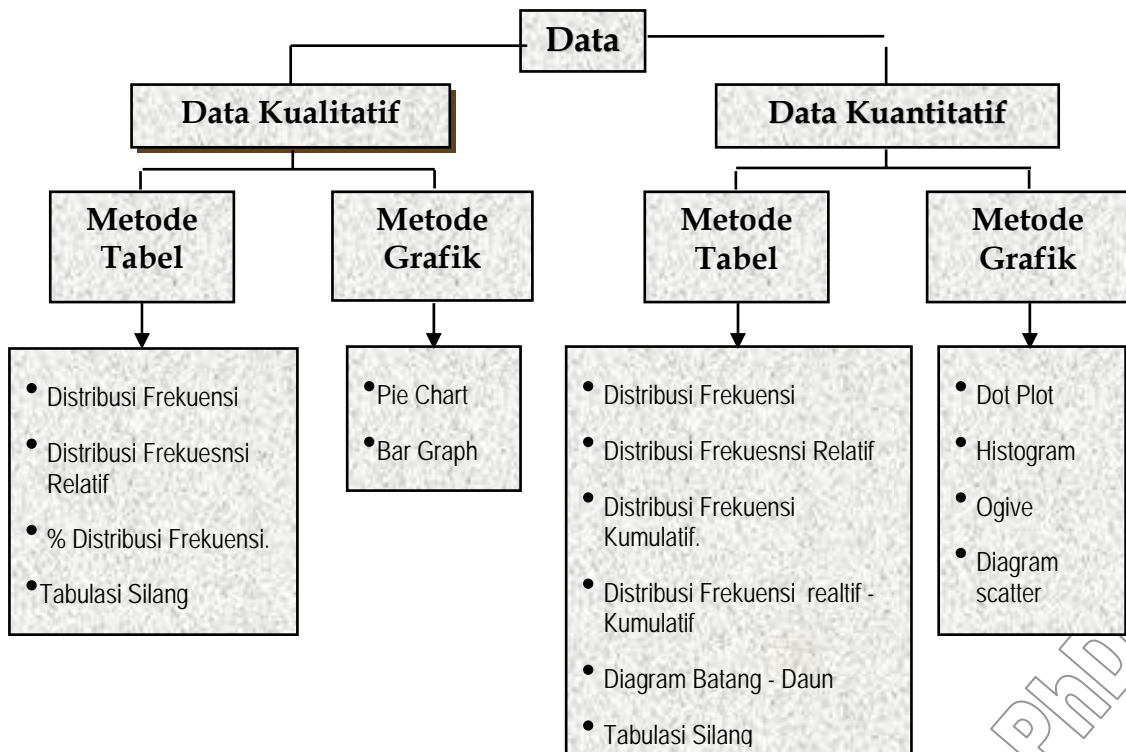 Data
Data Kualitatif
Data Kuantitatif
Metode
Tabel
Metode
Grafik
Metode
Tabel
Metode
Grafik
• Distribusi Frekuensi
• Distribusi Frekuesnsi
Relatif
• % Distribusi Frekuensi.
• Tabulasi Silang
• Pie Chart
• Bar Graph
• Distribusi Frekuensi
• Distribusi Frekuesnsi Relatif
• Distribusi Frekuensi
Kumulatif.
• Distribusi Frekuensi realtif -
Kumulatif
• Diagram Batang - Daun
• Tabulasi Silang
• Dot Plot
• Histogram
• Ogive
• Diagram
scatter
PhD